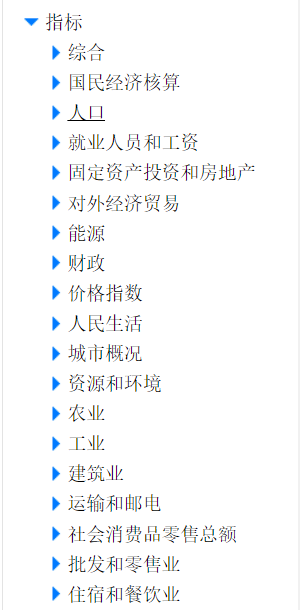 指标
综合
国民经济核算
人口
就业人员和工资
固定资产投资和房地产
对外经济贸易
能源
财政
价格指数
人民生活
城市概况
资源和环境
农业
工业
建筑业
运输和邮电
社会消费品零售总额
批发和零售业
住宿和餐饮业